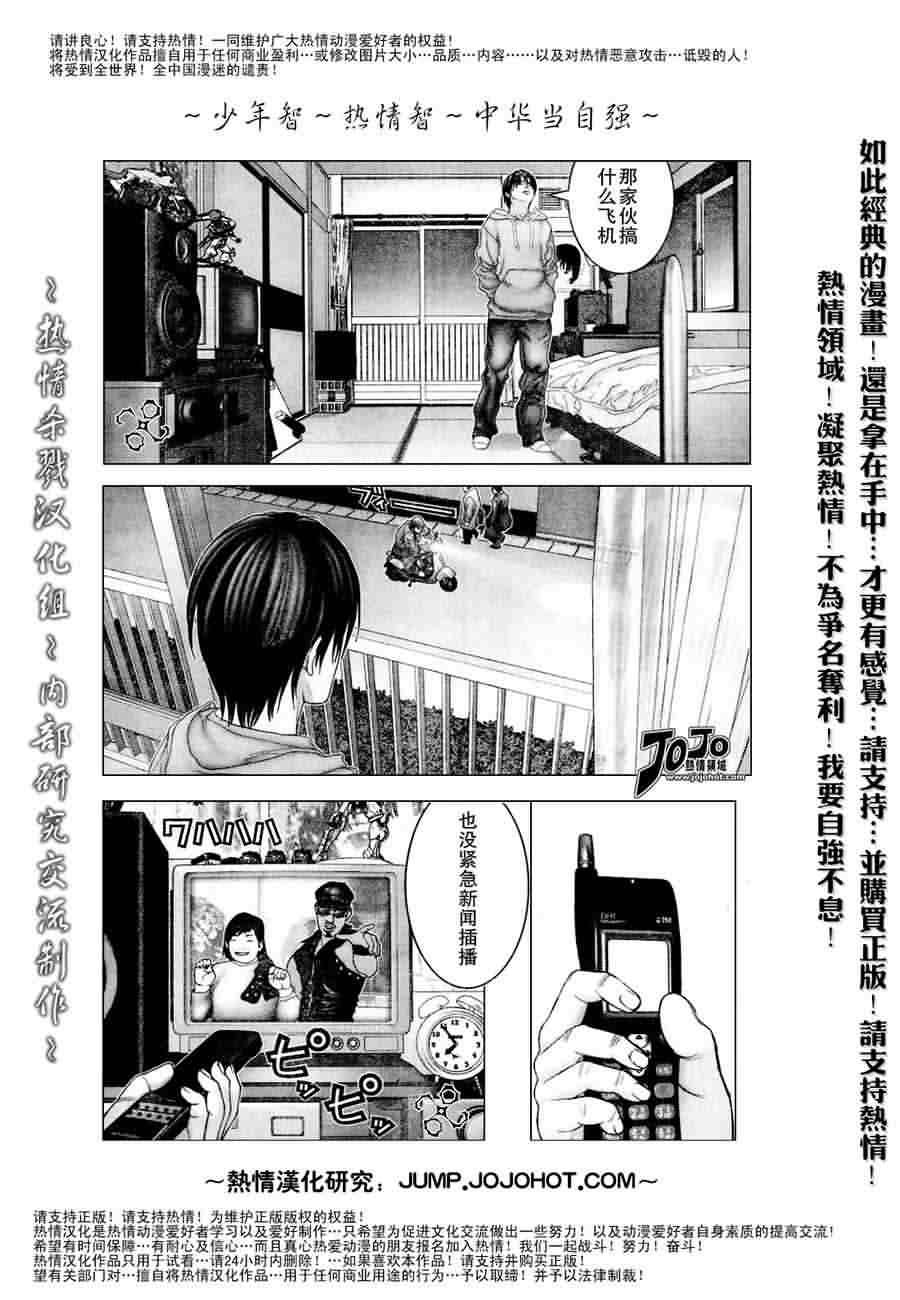 请讲良心！请支持热情！一同维护广大热情动漫爱好者的权益！
将热情汉化作品擅自用于任何商业盈利…或修改图片大小…品质…内容……以及对热情恶意攻击…诋毁的人！
将受到全世界！全中国漫迷的谴责！
～少年智～热情智～中华当自强～
如此經典的漫畫！還是拿在手中…才更有感覺…請支持…並購買正版！請支持熱情！
熱情領域！凝聚熱情！不為爭名奪利！我要自強不息！
～热情杀戮汉化组～内部研究交流制作～
那家伙搞
什么飞机
ブーッ
JOJO
熱情領域
www.jojohot.com
也没紧急新闻插播
ワハハハハ
ピッ
ピピッ
～熱情漢化研究：JUMP.JOJOHOT.COM～
请支持正版！请支持热情！为维护正版版权的权益！
热情汉化是热情动漫爱好者学习以及爱好制作…只希望为促进文化交流做出一些努力！以及动漫爱好者自身素质的提高交流！
希望有时间保障…有耐心及信心…而且真心热爱动漫的朋友报名加入热情！我们一起战斗！努力！奋斗！
热情汉化作品只用于试看…请24小时内删除！…如果喜欢本作品！请支持并购买正版！
望有关部门对…擅自将热情汉化作品…用于任何商业用途的行为…予以取缔！并予以法律制裁！